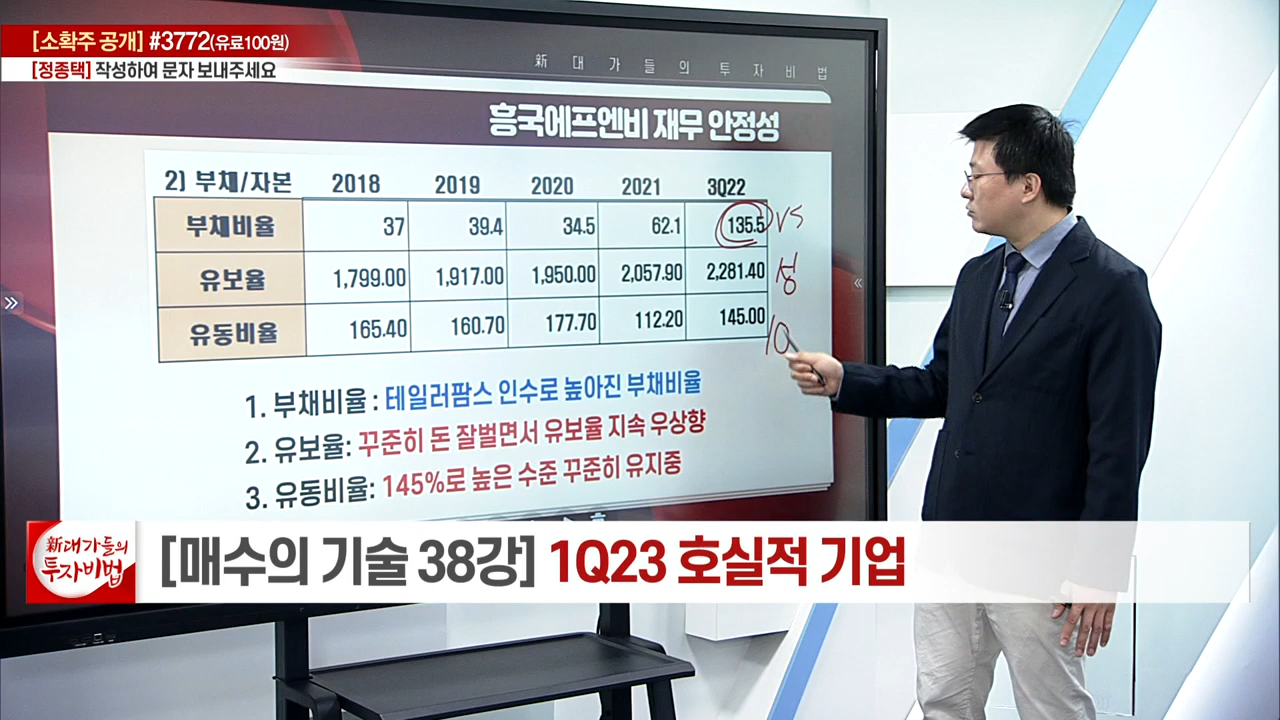 [소확주 공개] #3772(유료100원)
[정종택] 작성하여 문자 보내주세요
新 대 가 들 의 투 자 비 법
흥국에프엔비 재무 안정성
2) 부채/자본 2018 2019 2020 2021 3Q22
부채비율 37 39.4 34.5 62.1 135.5 VS
유보율 1,799.00 1,917.00 1,950.00 2,057.90 2,281.40 성
유동비율 165.40 160.70 177.70 112.20 145.00
10
1. 부채비율 : 테일러팜스 인수로 높아진 부채비율
2. 유보율: 꾸준히 돈 잘벌면서 유보율 지속 우상향
3. 유동비율: 145%로 높은 수준 꾸준히 유지중
新대가들의
투자비법
[매수의 기술 38강] 1Q23 호실적 기업